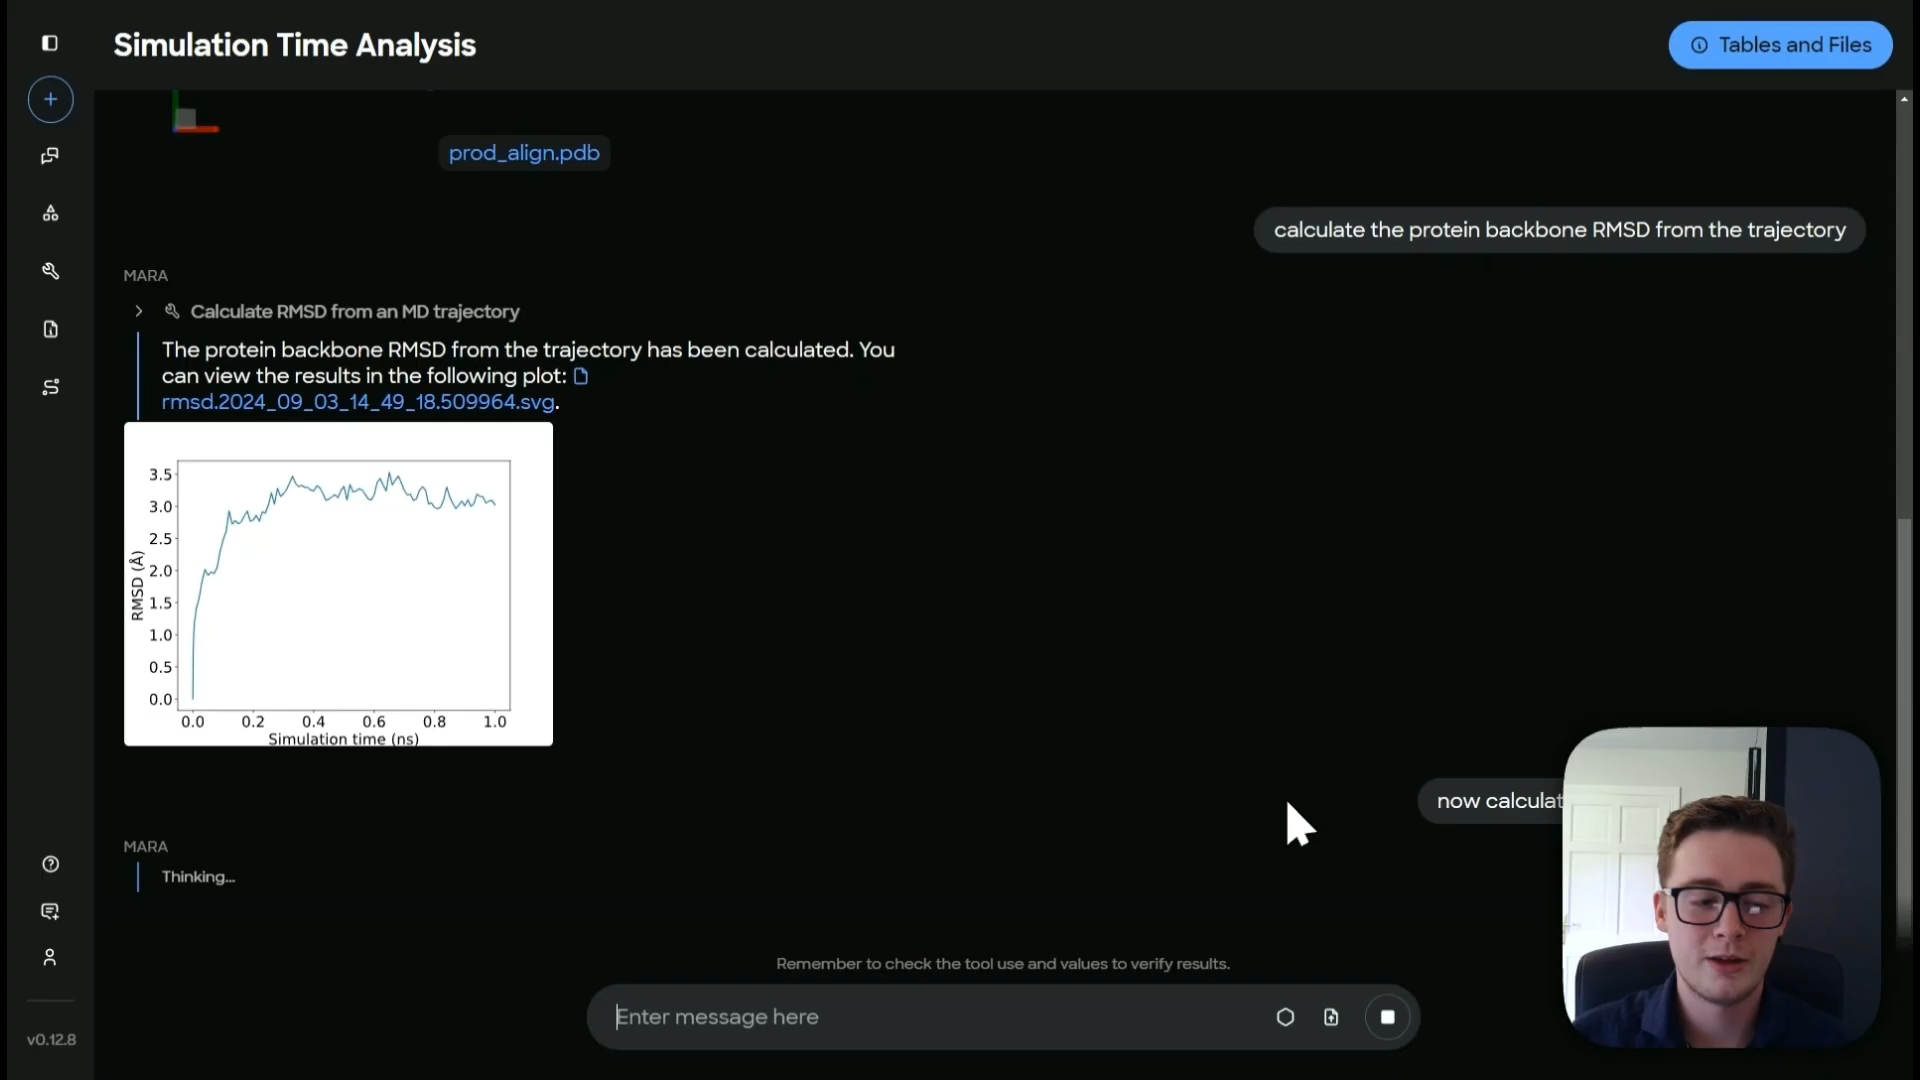 Simulation Time Analysis
Tables and Files
prod_align.pdb
calculate the protein backbone RMSD from the trajectory
MARA
Calculate RMSD from an MD trajectory
The protein backbone RMSD from the trajectory has been calculated. You
can view the results in the following plot:
rmsd.2024_09_03_14_49_18.509964.svg.
3.5
3.0
2.5
2.0
1.5
1.0
0.5
0.0
RMSD (Å)
0.0 0.2 0.4 0.6 0.8 1.0
Simulation time (ns)
now calculat
MARA
Thinking...
Remember to check the tool use and values to verify results.
Enter message here
v0.12.8